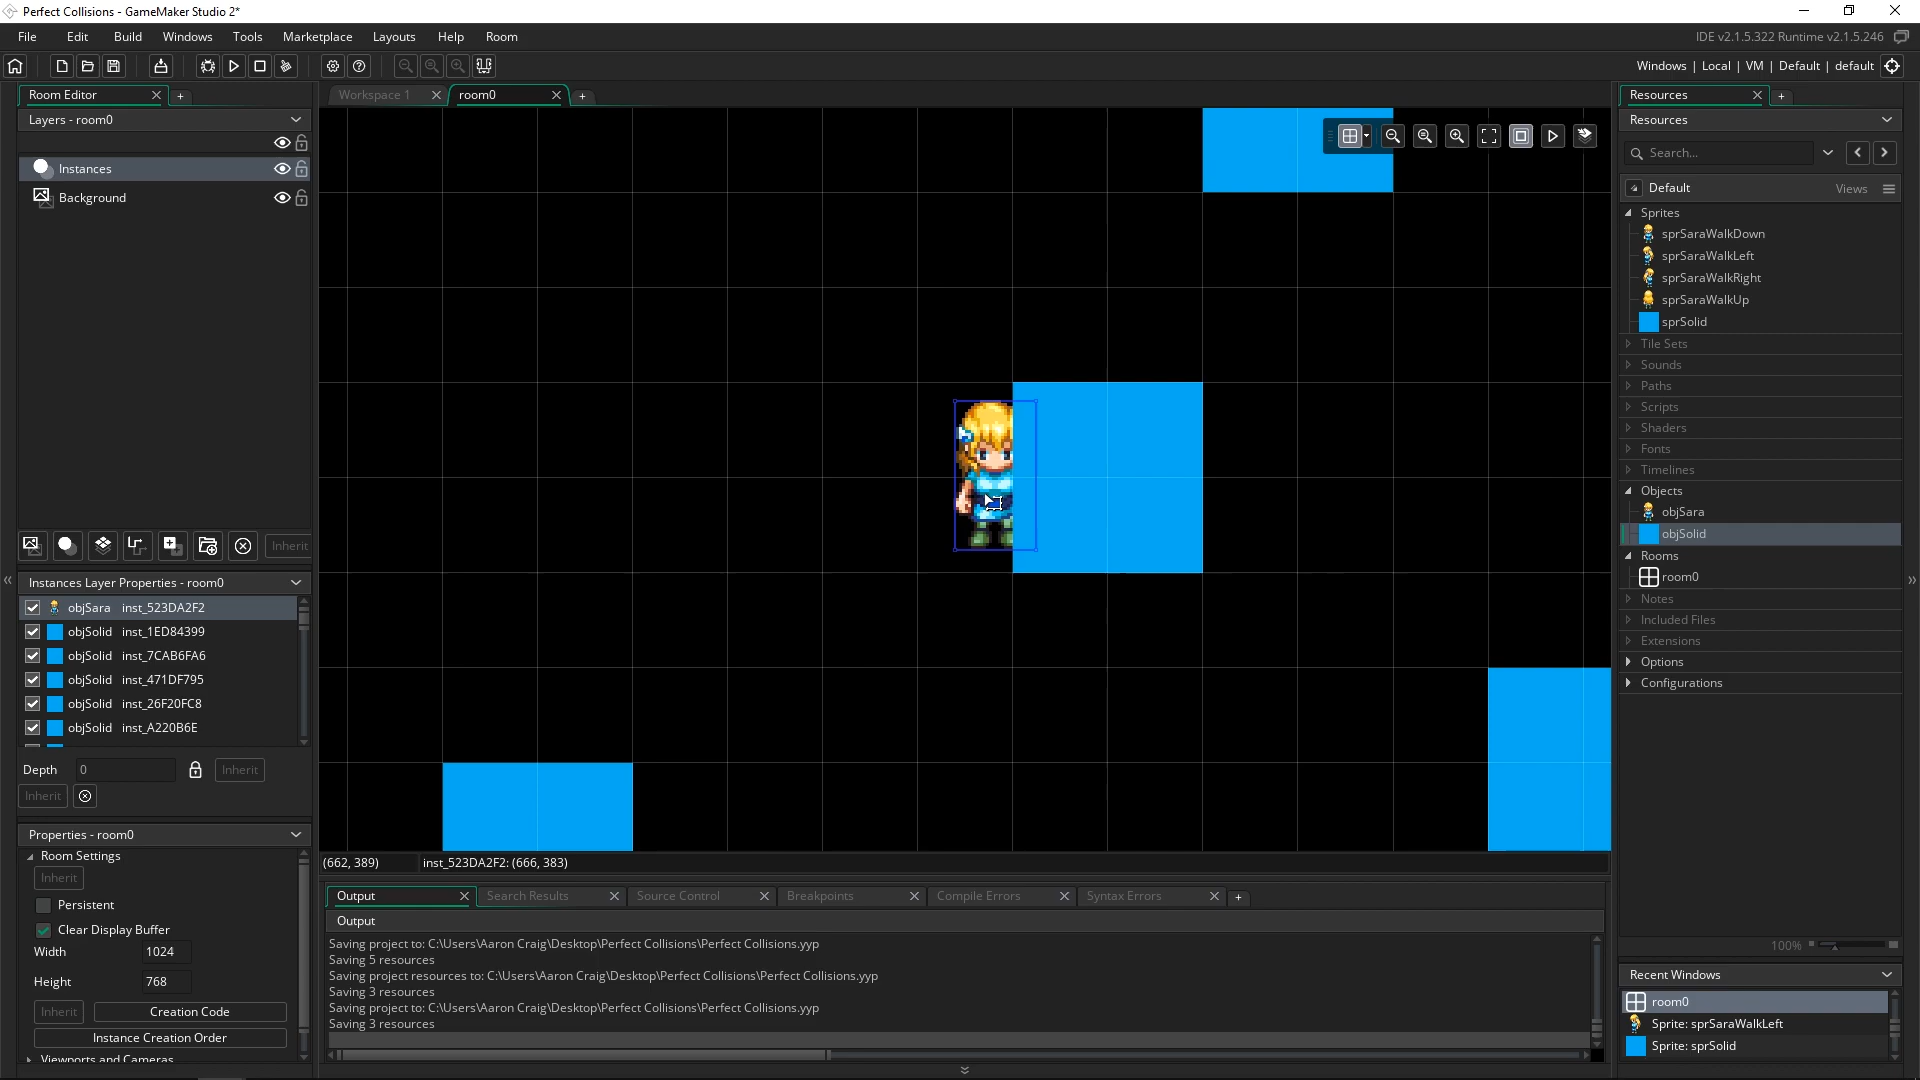 Perfect Collisions - GameMaker Studio 2*
File Edit Build Windows Tools Marketplace Layouts Help Room
IDE v2.1.5.322 Runtime v2.1.5.246
Windows | Local | VM | Default | default
Room Editor
Layers - room0
Instances
Background
Inherit
Instances Layer Properties - room0
objSara inst_523DA2F2
objSolid inst_1ED84399
objSolid inst_7CAB6FA6
objSolid inst_471DF795
objSolid inst_26F20FC8
objSolid inst_A220B6E
Depth 0 Inherit
Inherit
Properties - room0
Room Settings
Inherit
Persistent
Clear Display Buffer
Width 1024
Height 768
Inherit Creation Code
Instance Creation Order
Viewports and Cameras
Workspace 1 room0
(662, 389) inst_523DA2F2: (666, 383)
Output Search Results Source Control Breakpoints Compile Errors Syntax Errors
Output
Saving project to: C:\Users\Aaron Craig\Desktop\Perfect Collisions\Perfect Collisions.yyp
Saving 5 resources
Saving project resources to: C:\Users\Aaron Craig\Desktop\Perfect Collisions\Perfect Collisions.yyp
Saving 3 resources
Saving project to: C:\Users\Aaron Craig\Desktop\Perfect Collisions\Perfect Collisions.yyp
Saving 3 resources
Resources
Resources
Search...
Default Views
Sprites
sprSaraWalkDown
sprSaraWalkLeft
sprSaraWalkRight
sprSaraWalkUp
sprSolid
Tile Sets
Sounds
Paths
Scripts
Shaders
Fonts
Timelines
Objects
objSara
objSolid
Rooms
room0
Notes
Included Files
Extensions
Options
Configurations
100%
Recent Windows
room0
Sprite: sprSaraWalkLeft
Sprite: sprSolid